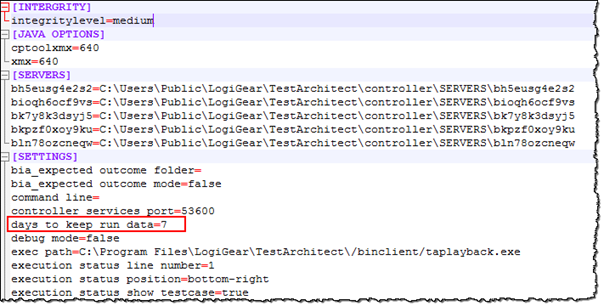 [INTERGRITY]
integritylevel=medium
[JAVA OPTIONS]
cptoolxmx=640
xmx=640
[SERVERS]
bh5eusg4e2s2=C:\Users\Public\LogiGear\TestArchitect\controller\SERVERS\bh5eusg4e2s2
bioqh6ocf9vs=C:\Users\Public\LogiGear\TestArchitect\controller\SERVERS\bioqh6ocf9vs
bk7y8k3dsyj5=C:\Users\Public\LogiGear\TestArchitect\controller\SERVERS\bk7y8k3dsyj5
bkpzf0xoy9ku=C:\Users\Public\LogiGear\TestArchitect\controller\SERVERS\bkpzf0xoy9ku
bln78ozcneqw=C:\Users\Public\LogiGear\TestArchitect\controller\SERVERS\bln78ozcneqw
[SETTINGS]
bia_expected outcome folder=
bia_expected outcome mode=false
command line=
controller services port=53600
days to keep run data=7
debug mode=false
exec path=C:\Program Files\LogiGear\TestArchitect\/binclient/taplayback.exe
execution status line number=1
execution status position=bottom-right
execution status show testcase=true